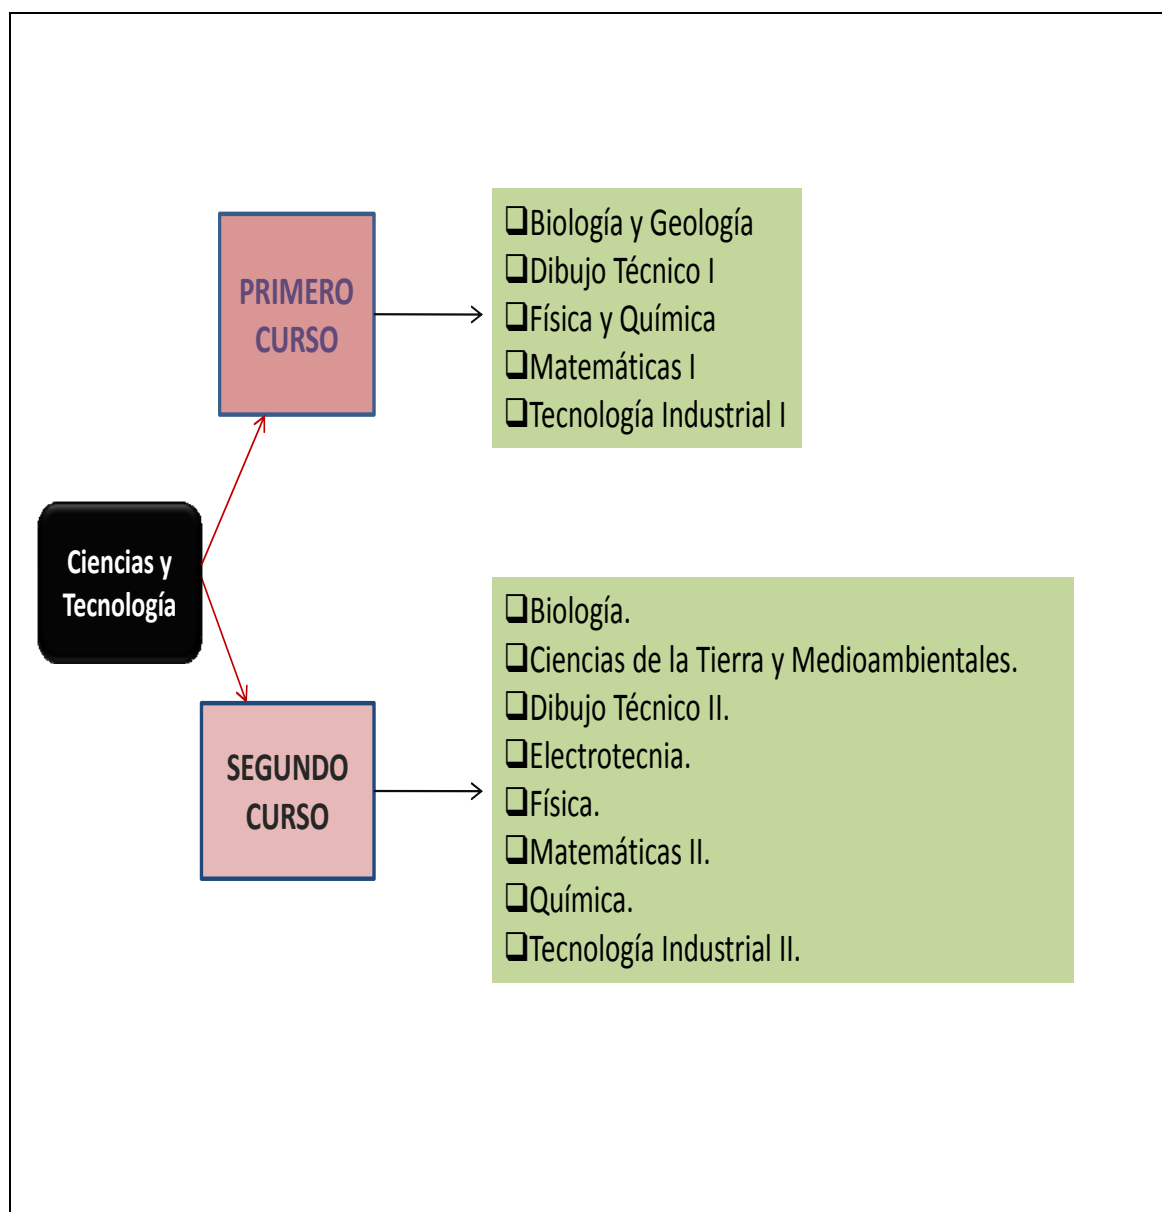 PRIMERO
CURSO
❑Biología y Geología
❑Dibujo Técnico I
❑Física y Química
❑Matemáticas I
❑Tecnología Industrial I
Ciencias y
Tecnología
SEGUNDO
CURSO
❑Biología.
❑Ciencias de la Tierra y Medioambientales.
❑Dibujo Técnico II.
❑Electrotecnia.
❑Física.
❑Matemáticas II.
❑Química.
❑Tecnología Industrial II.